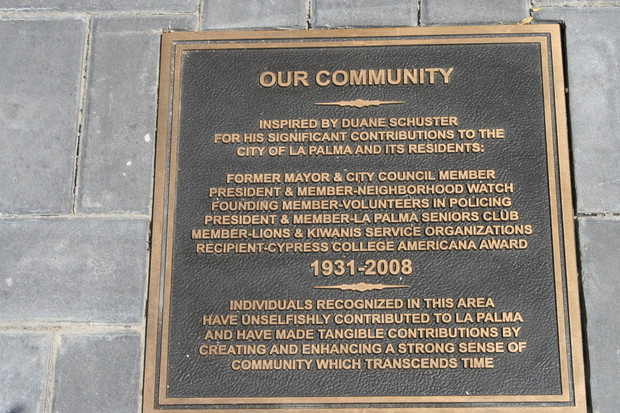 OUR COMMUNITY
INSPIRED BY DUANE SCHUSTER
FOR HIS SIGNIFICANT CONTRIBUTIONS TO THE
CITY OF LA PALMA AND ITS RESIDENTS:
FORMER MAYOR & CITY COUNCIL MEMBER
PRESIDENT & MEMBER-NEIGHBORHOOD WATCH
FOUNDING MEMBER-VOLUNTEERS IN POLICING
PRESIDENT & MEMBER-LA PALMA SENIORS CLUB
MEMBER-LIONS & KIWANIS SERVICE ORGANIZATIONS
RECIPIENT-CYPRESS COLLEGE AMERICANA AWARD
1931-2008
INDIVIDUALS RECOGNIZED IN THIS AREA
HAVE UNSELFISHLY CONTRIBUTED TO LA PALMA
AND HAVE MADE TANGIBLE CONTRIBUTIONS BY
CREATING AND ENHANCING A STRONG SENSE OF
COMMUNITY WHICH TRANSCENDS TIME